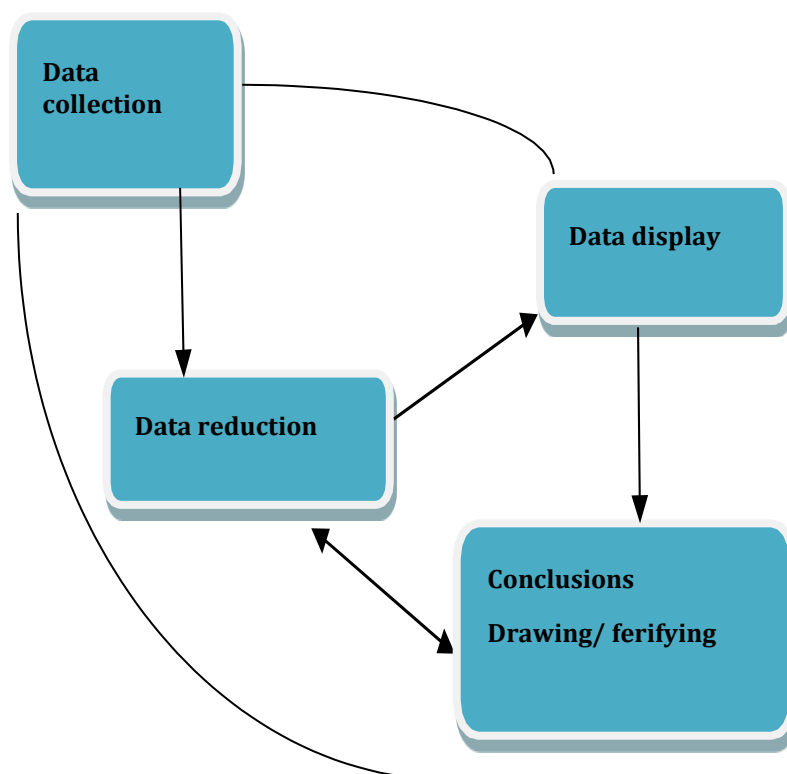 Data
collection
Data display
Data reduction
Conclusions
Drawing/ ferifying